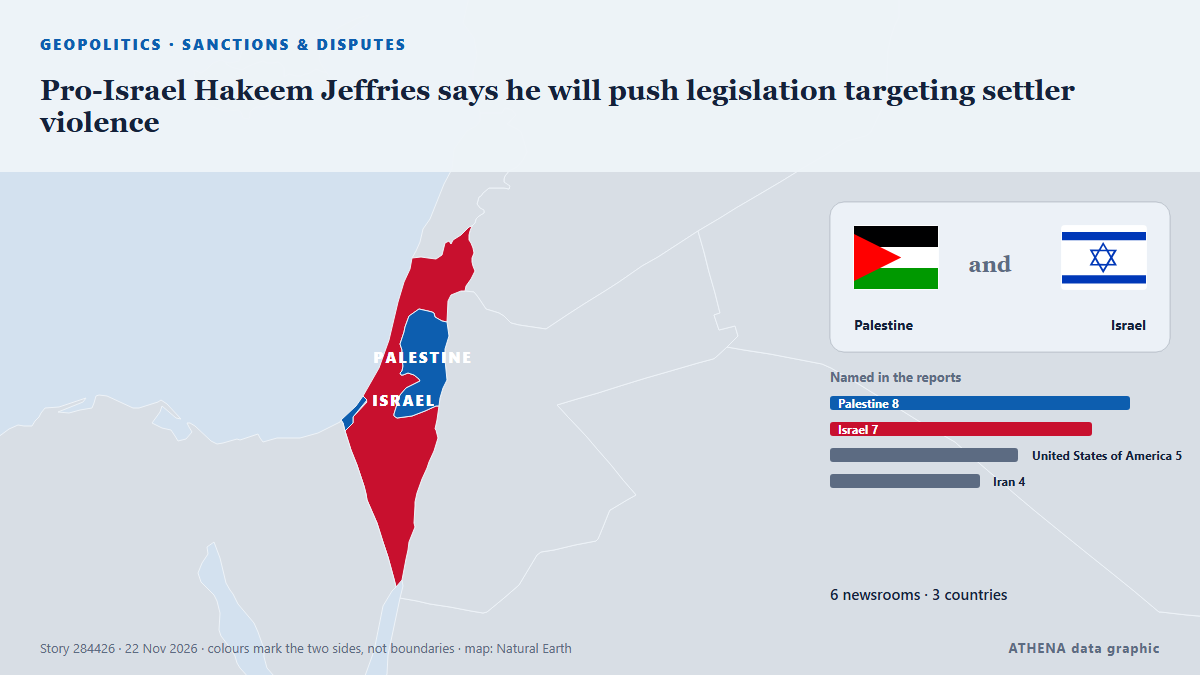 GEOPOLITICS · SANCTIONS & DISPUTES
Pro-Israel Hakeem Jeffries says he will push legislation targeting settler
violence
and
Palestine
Israel
PALESTINE
ISRAEL
Named in the reports
Palestine 8
Israel 7
United States of America 5
Iran 4
6 newsrooms · 3 countries
Story 284426 · 22 Nov 2026 · colours mark the two sides, not boundaries · map: Natural Earth
ATHENA data graphic